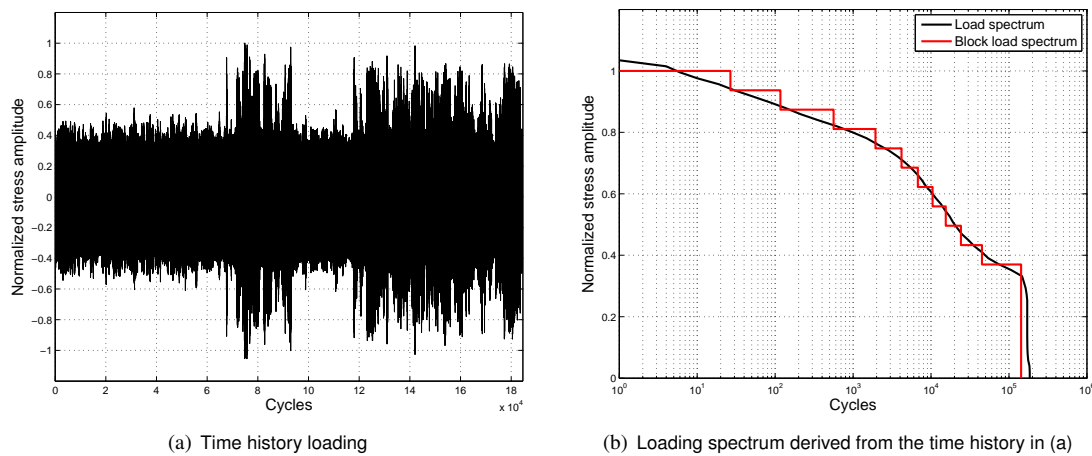 1
0.8
0.6
0.4
0.2
0
−0.2
−0.4
−0.6
−0.8
−1
Normalized stress amplitude
0 2 4 6 8 10 12 14 16 18
x 10^4
Cycles
(a) Time history loading
Load spectrum
Block load spectrum
1
0.8
0.6
0.4
0.2
0
Normalized stress amplitude
10^0 10^1 10^2 10^3 10^4 10^5 10^6
Cycles
(b) Loading spectrum derived from the time history in (a)